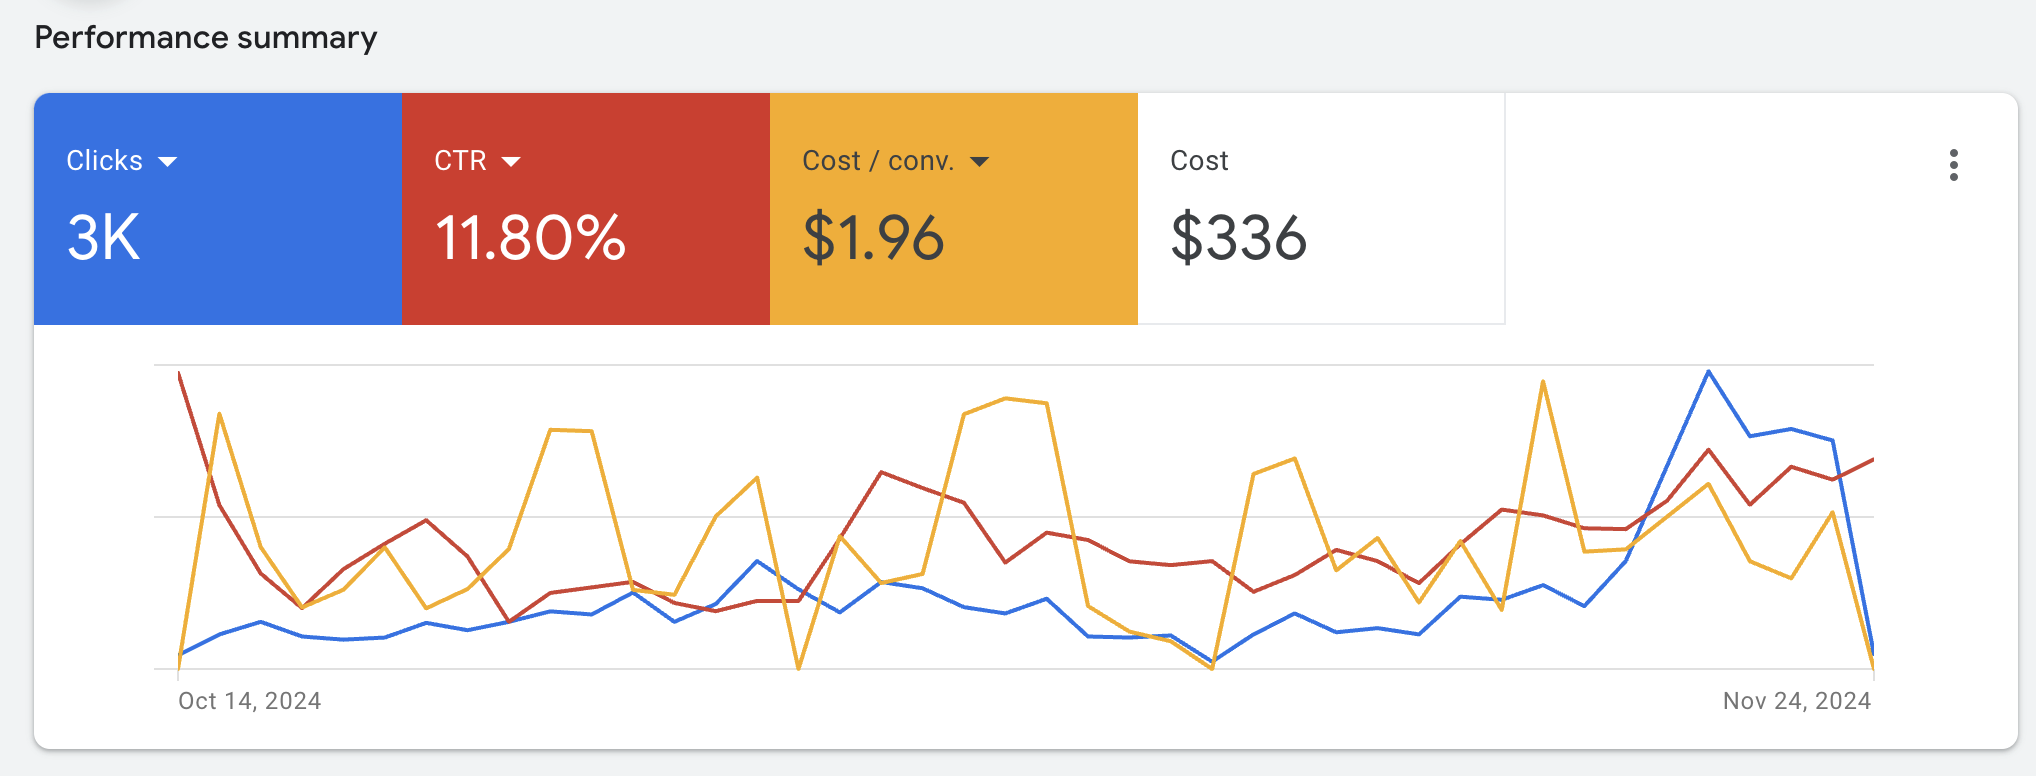 Performance summary
Clicks
CTR
Cost / conv.
Cost
3K
11.80%
$1.96
$336
Oct 14, 2024
Nov 24, 2024